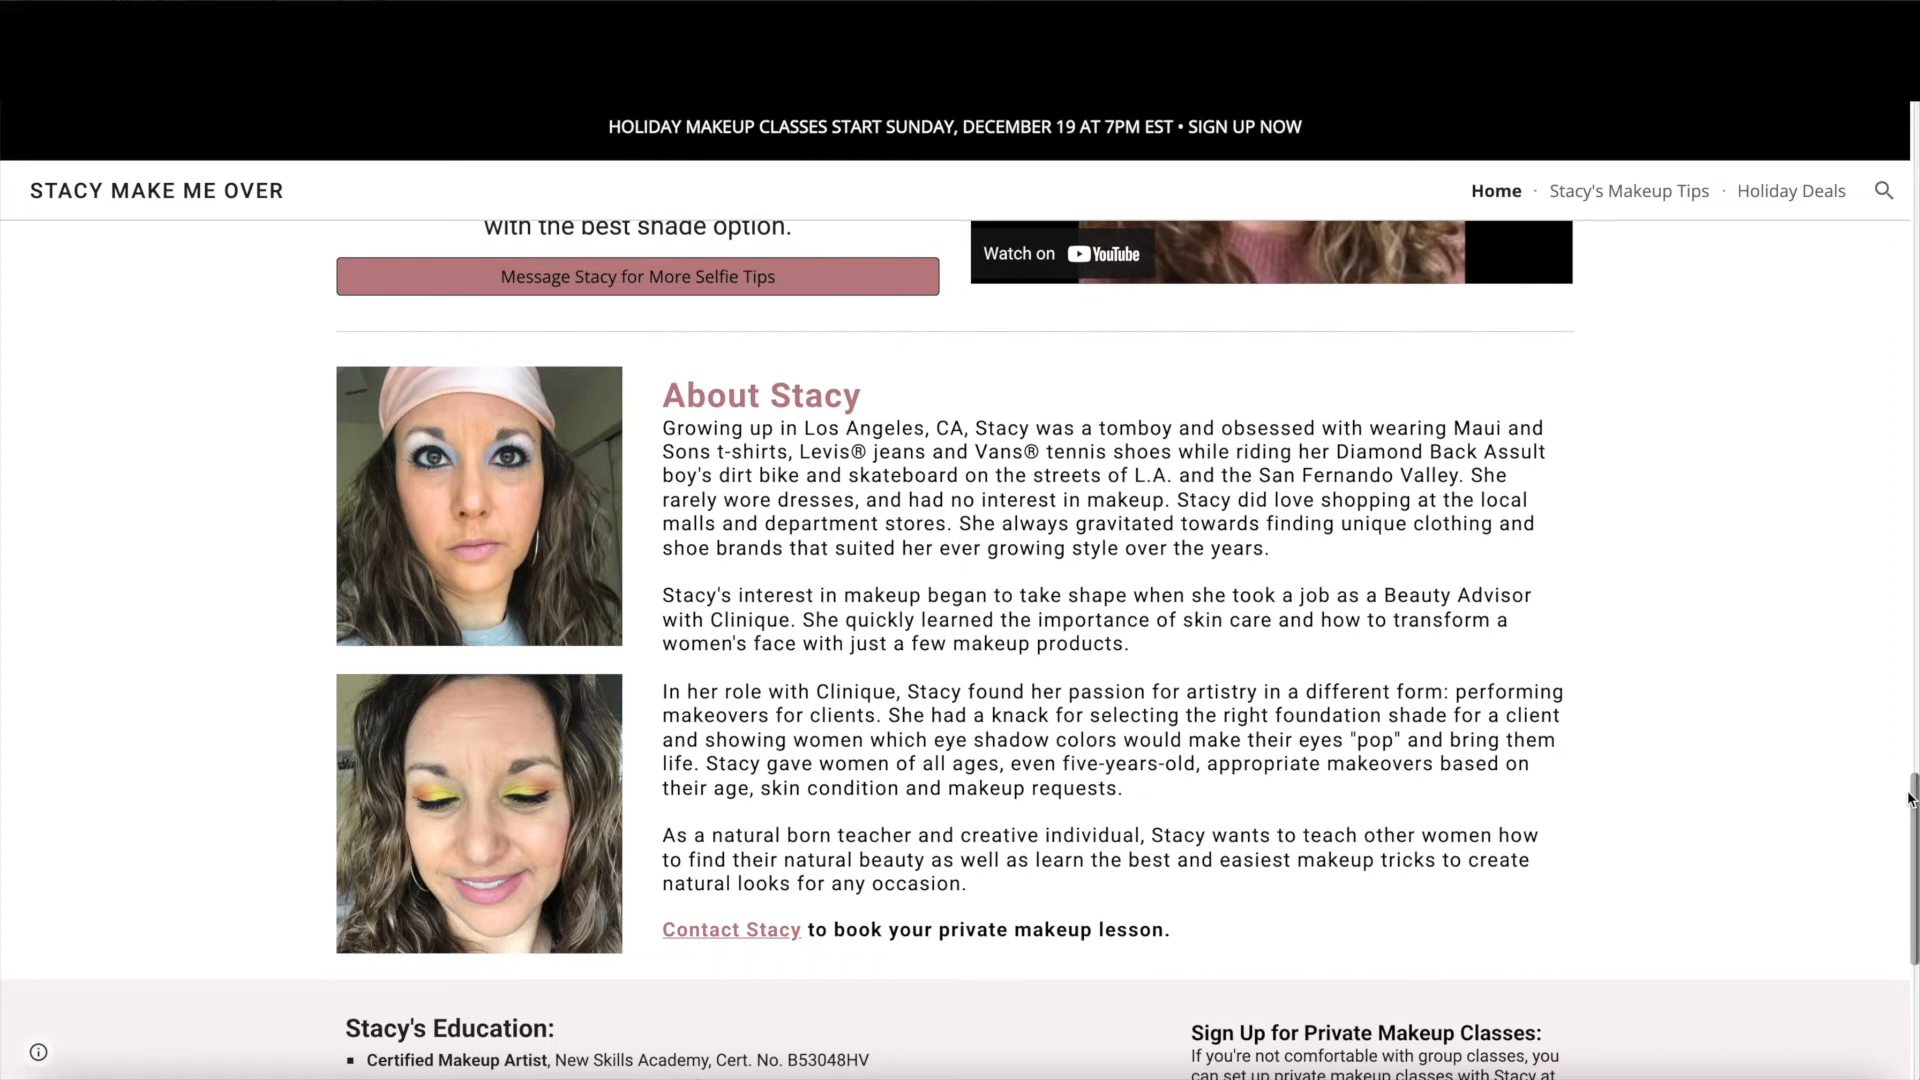 HOLIDAY MAKEUP CLASSES START SUNDAY, DECEMBER 19 AT 7PM EST • SIGN UP NOW
STACY MAKE ME OVER
Home · Stacy's Makeup Tips · Holiday Deals
with the best shade option.
Message Stacy for More Selfie Tips
Watch on YouTube
About Stacy
Growing up in Los Angeles, CA, Stacy was a tomboy and obsessed with wearing Maui and
Sons t-shirts, Levis® jeans and Vans® tennis shoes while riding her Diamond Back Assult
boy's dirt bike and skateboard on the streets of L.A. and the San Fernando Valley. She
rarely wore dresses, and had no interest in makeup. Stacy did love shopping at the local
malls and department stores. She always gravitated towards finding unique clothing and
shoe brands that suited her ever growing style over the years.
Stacy's interest in makeup began to take shape when she took a job as a Beauty Advisor
with Clinique. She quickly learned the importance of skin care and how to transform a
women's face with just a few makeup products.
In her role with Clinique, Stacy found her passion for artistry in a different form: performing
makeovers for clients. She had a knack for selecting the right foundation shade for a client
and showing women which eye shadow colors would make their eyes "pop" and bring them
life. Stacy gave women of all ages, even five-years-old, appropriate makeovers based on
their age, skin condition and makeup requests.
As a natural born teacher and creative individual, Stacy wants to teach other women how
to find their natural beauty as well as learn the best and easiest makeup tricks to create
natural looks for any occasion.
Contact Stacy to book your private makeup lesson.
Stacy's Education:
▪ Certified Makeup Artist, New Skills Academy, Cert. No. B53048HV
Sign Up for Private Makeup Classes:
If you're not comfortable with group classes, you
can set up private makeup classes with Stacy at